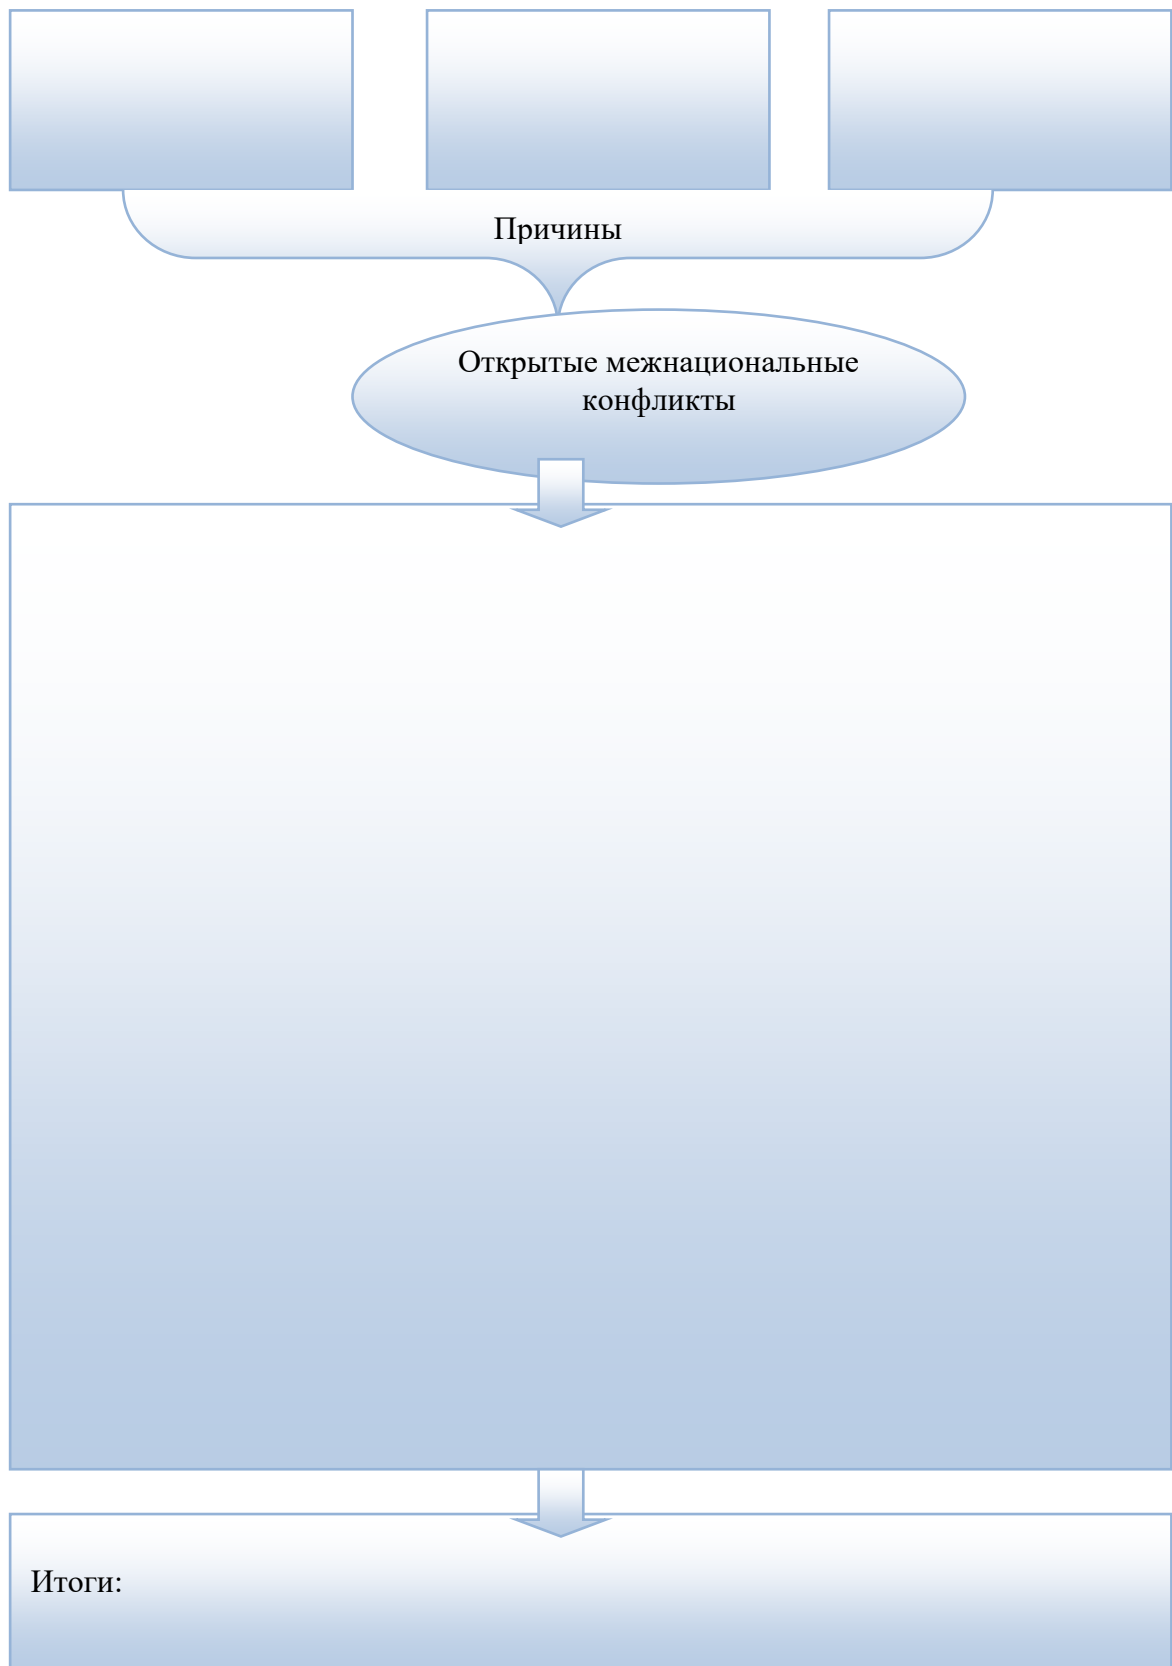 Причины
Открытые межнациональные
конфликты
Итоги: